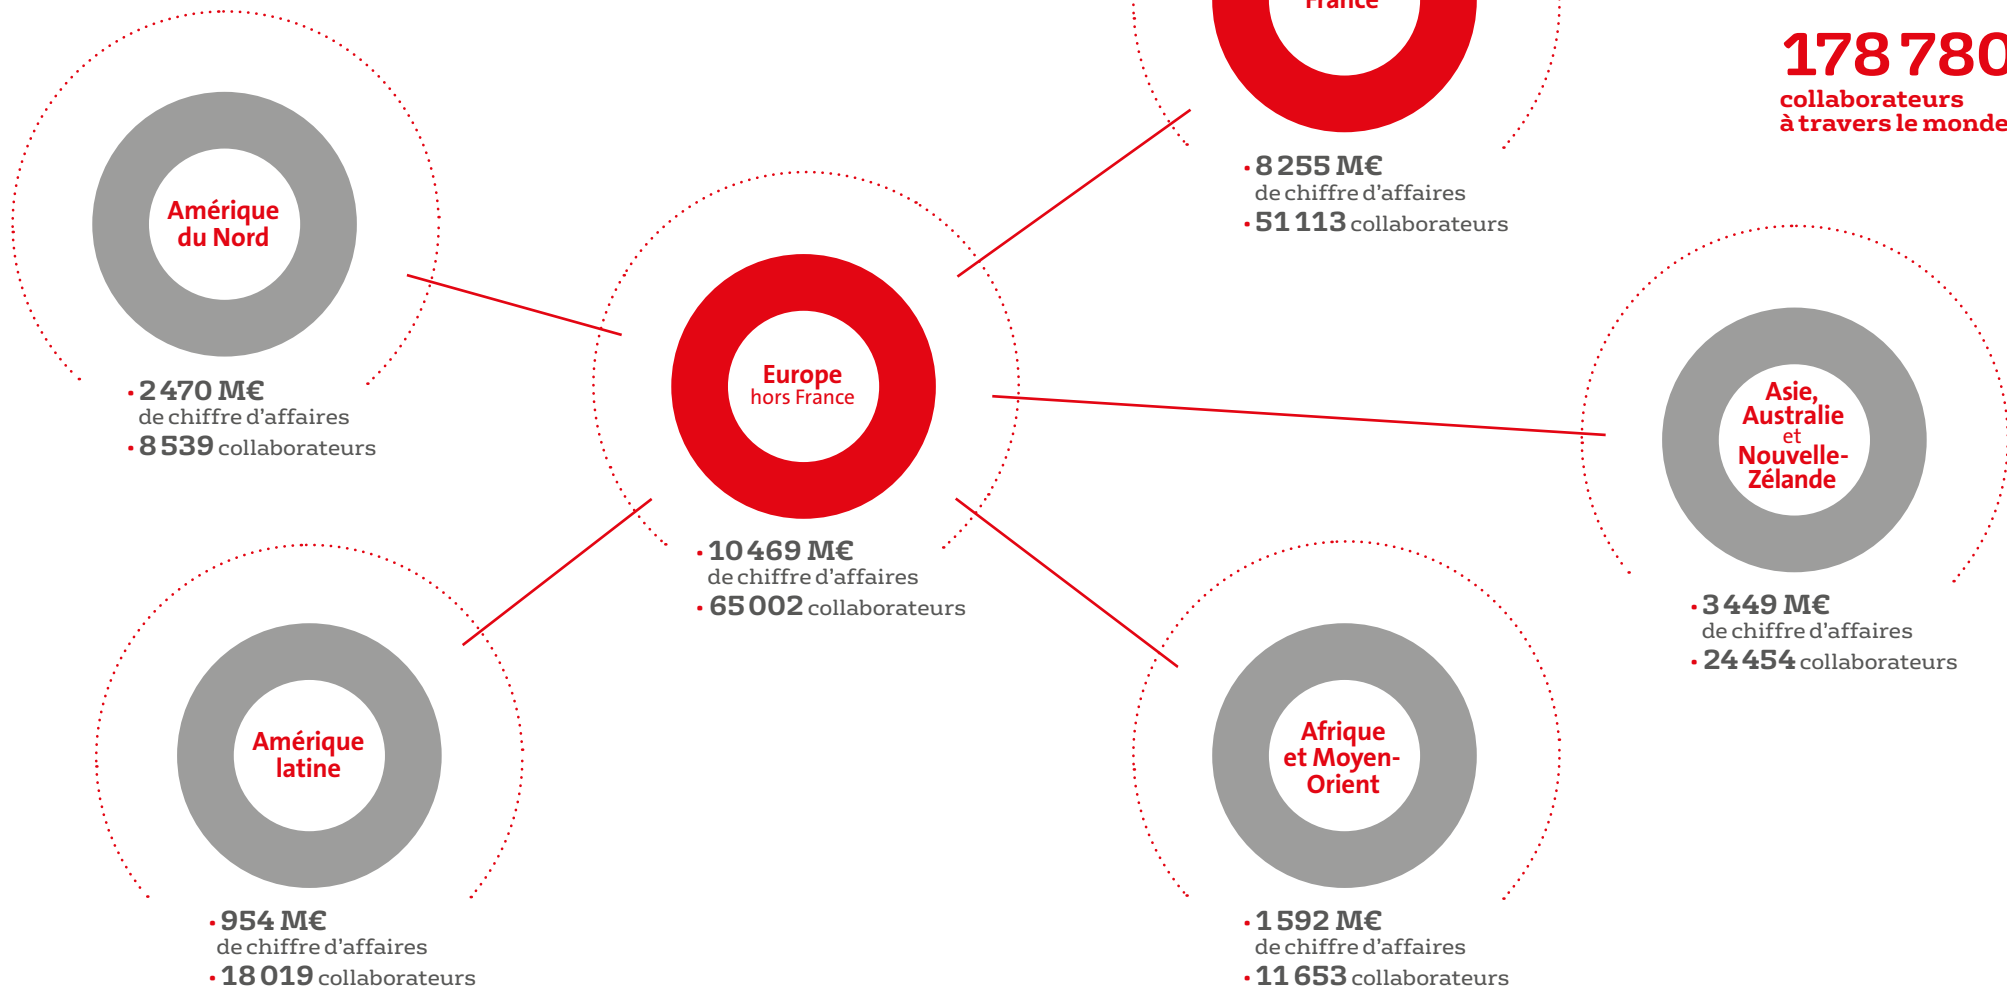 France
178 780
collaborateurs
à travers le monde
• 8 255 M€
de chiffre d'affaires
• 51 113 collaborateurs
Amérique
du Nord
• 2 470 M€
de chiffre d'affaires
• 8 539 collaborateurs
Europe
hors France
• 10 469 M€
de chiffre d'affaires
• 65 002 collaborateurs
Asie,
Australie
et
Nouvelle-
Zélande
• 3 449 M€
de chiffre d'affaires
• 24 454 collaborateurs
Amérique
latine
• 954 M€
de chiffre d'affaires
• 18 019 collaborateurs
Afrique
et Moyen-
Orient
• 1 592 M€
de chiffre d'affaires
• 11 653 collaborateurs